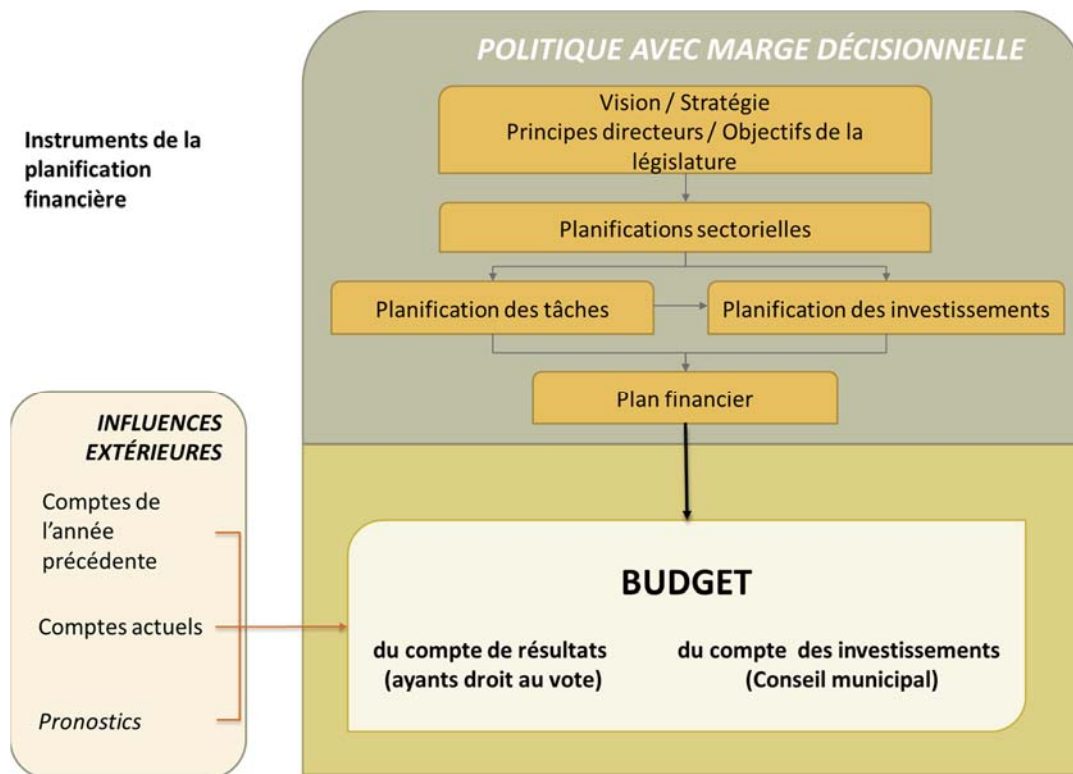 POLITIQUE AVEC MARGE DÉCISIONNELLE
Instruments de la
planification
financière
Vision / Stratégie
Principes directeurs / Objectifs de la
législature
Planifications sectorielles
Planification des tâches
Planification des investissements
Plan financier
INFLUENCES
EXTÉRIEURES
Comptes de
l’année
précédente
Comptes actuels
Pronostics
BUDGET
du compte de résultats
(ayants droit au vote)
du compte des investissements
(Conseil municipal)